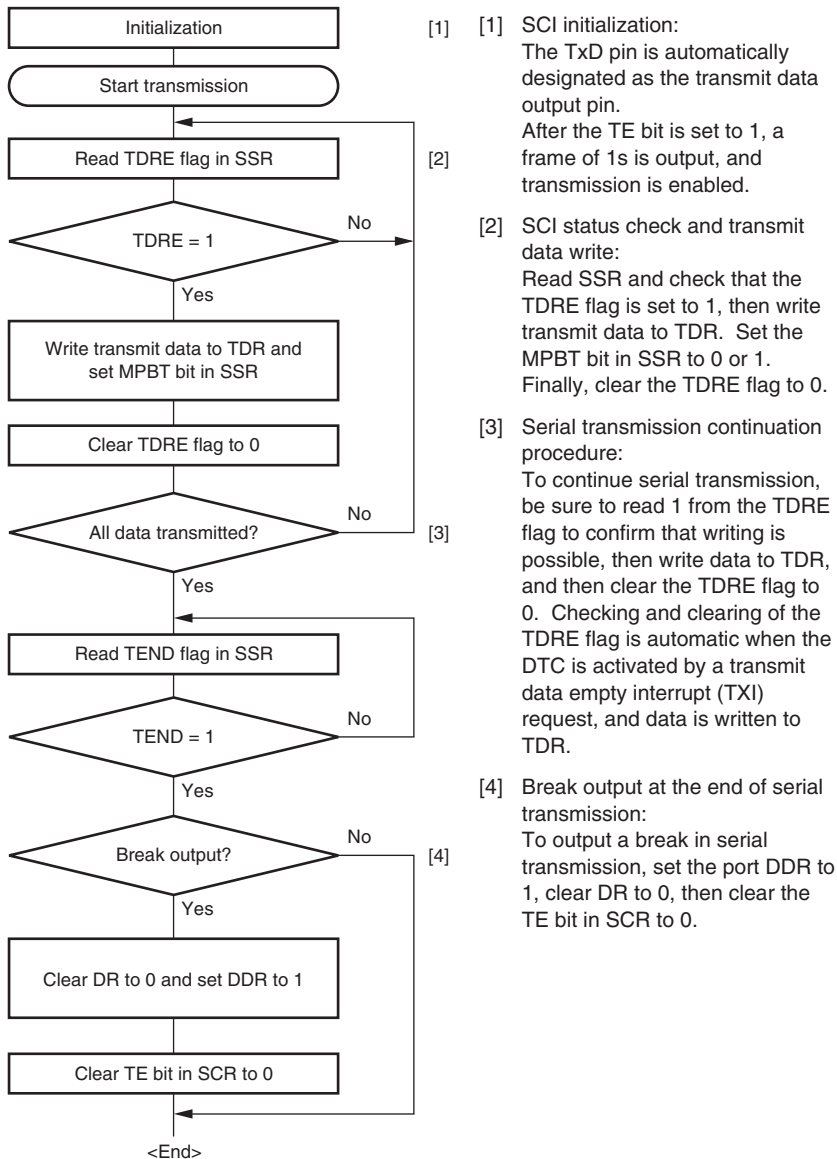 Initialization
[1]
Start transmission
Read TDRE flag in SSR
[2]
TDRE = 1
No
Yes
Write transmit data to TDR and
set MPBT bit in SSR
Clear TDRE flag to 0
All data transmitted?
No
[3]
Yes
Read TEND flag in SSR
TEND = 1
No
Yes
Break output?
No
[4]
Yes
Clear DR to 0 and set DDR to 1
Clear TE bit in SCR to 0
<End>
[1] SCI initialization:
The TxD pin is automatically
designated as the transmit data
output pin.
After the TE bit is set to 1, a
frame of 1s is output, and
transmission is enabled.
[2] SCI status check and transmit
data write:
Read SSR and check that the
TDRE flag is set to 1, then write
transmit data to TDR. Set the
MPBT bit in SSR to 0 or 1.
Finally, clear the TDRE flag to 0.
[3] Serial transmission continuation
procedure:
To continue serial transmission,
be sure to read 1 from the TDRE
flag to confirm that writing is
possible, then write data to TDR,
and then clear the TDRE flag to
0. Checking and clearing of the
TDRE flag is automatic when the
DTC is activated by a transmit
data empty interrupt (TXI)
request, and data is written to
TDR.
[4] Break output at the end of serial
transmission:
To output a break in serial
transmission, set the port DDR to
1, clear DR to 0, then clear the
TE bit in SCR to 0.